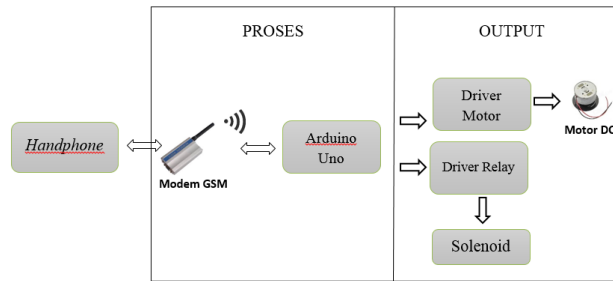 PROSES
OUTPUT
Handphone
Modem GSM
Arduino
Uno
Driver
Motor
Motor DC
Driver Relay
Solenoid